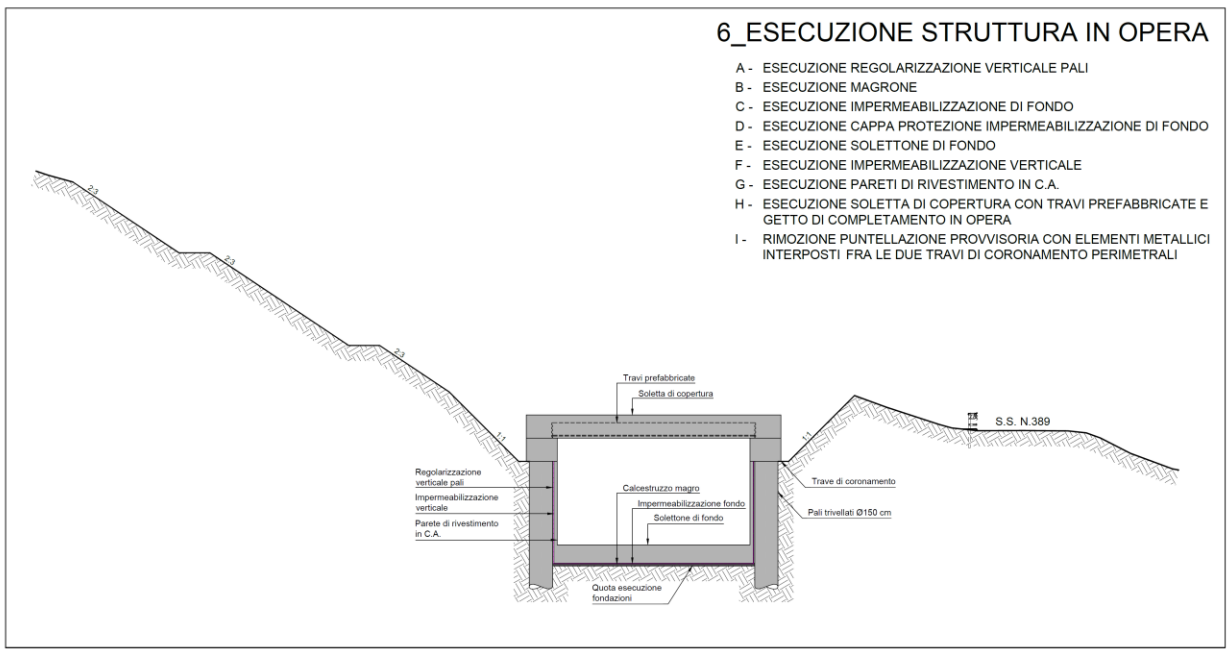 6_ESECUZIONE STRUTTURA IN OPERA
A - ESECUZIONE REGOLARIZZAZIONE VERTICALE PALI
B - ESECUZIONE MAGRONE
C - ESECUZIONE IMPERMEABILIZZAZIONE DI FONDO
D - ESECUZIONE CAPPA PROTEZIONE IMPERMEABILIZZAZIONE DI FONDO
E - ESECUZIONE SOLETTONE DI FONDO
F - ESECUZIONE IMPERMEABILIZZAZIONE VERTICALE
G - ESECUZIONE PARETI DI RIVESTIMENTO IN C.A.
H - ESECUZIONE SOLETTA DI COPERTURA CON TRAVI PREFABBRICATE E
GETTO DI COMPLETAMENTO IN OPERA
I - RIMOZIONE PUNTELLAZIONE PROVVISORIA CON ELEMENTI METALLICI
INTERPOSTI FRA LE DUE TRAVI DI CORONAMENTO PERIMETRALI
2:3
2:3
2:3
1:1
Travi prefabbricate
Soletta di copertura
1:1
S.S. N.389
Regolarizzazione
verticale pali
Impermeabilizzazione
verticale
Parete di rivestimento
in C.A.
Calcestruzzo magro
Impermeabilizzazione fondo
Solettone di fondo
Trave di coronamento
Pali trivellati Ø150 cm
Quota esecuzione
fondazioni